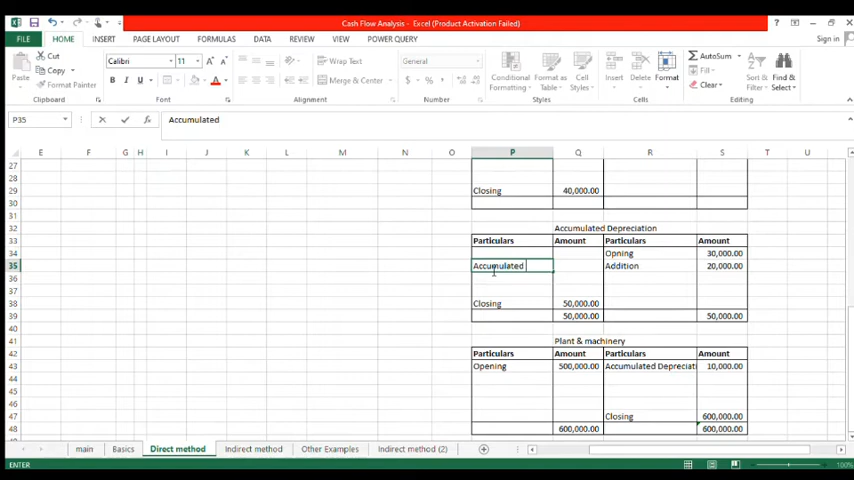 Cash Flow Analysis - Excel (Product Activation Failed)
Sign in
FILE HOME INSERT PAGE LAYOUT FORMULAS DATA REVIEW VIEW POWER QUERY
Cut
Copy
Format Painter
Paste
Clipboard
Calibri 11
B I U
Font
Wrap Text
Merge & Center
Alignment
General
$ %
Number
Conditional Formatting
Format as Table
Cell Styles
Styles
Insert Delete Format
Cells
AutoSum
Fill
Clear
Sort & Filter
Find & Select
Editing
P35 Accumulated
E F G H I J K L M N O P Q R S T U
27
28
29 Closing 40,000.00
30
31
32 Accumulated Depreciation
33 Particulars Amount Particulars Amount
34 Opning 30,000.00
35 Accumulated Addition 20,000.00
36
37
38 Closing 50,000.00
39 50,000.00 50,000.00
40
41 Plant & machinery
42 Particulars Amount Particulars Amount
43 Opening 500,000.00 Accumulated Depreciati 10,000.00
44
45
46
47 Closing 600,000.00
48 600,000.00 600,000.00
main Basics Direct method Indirect method Other Examples Indirect method (2)
ENTER 100%